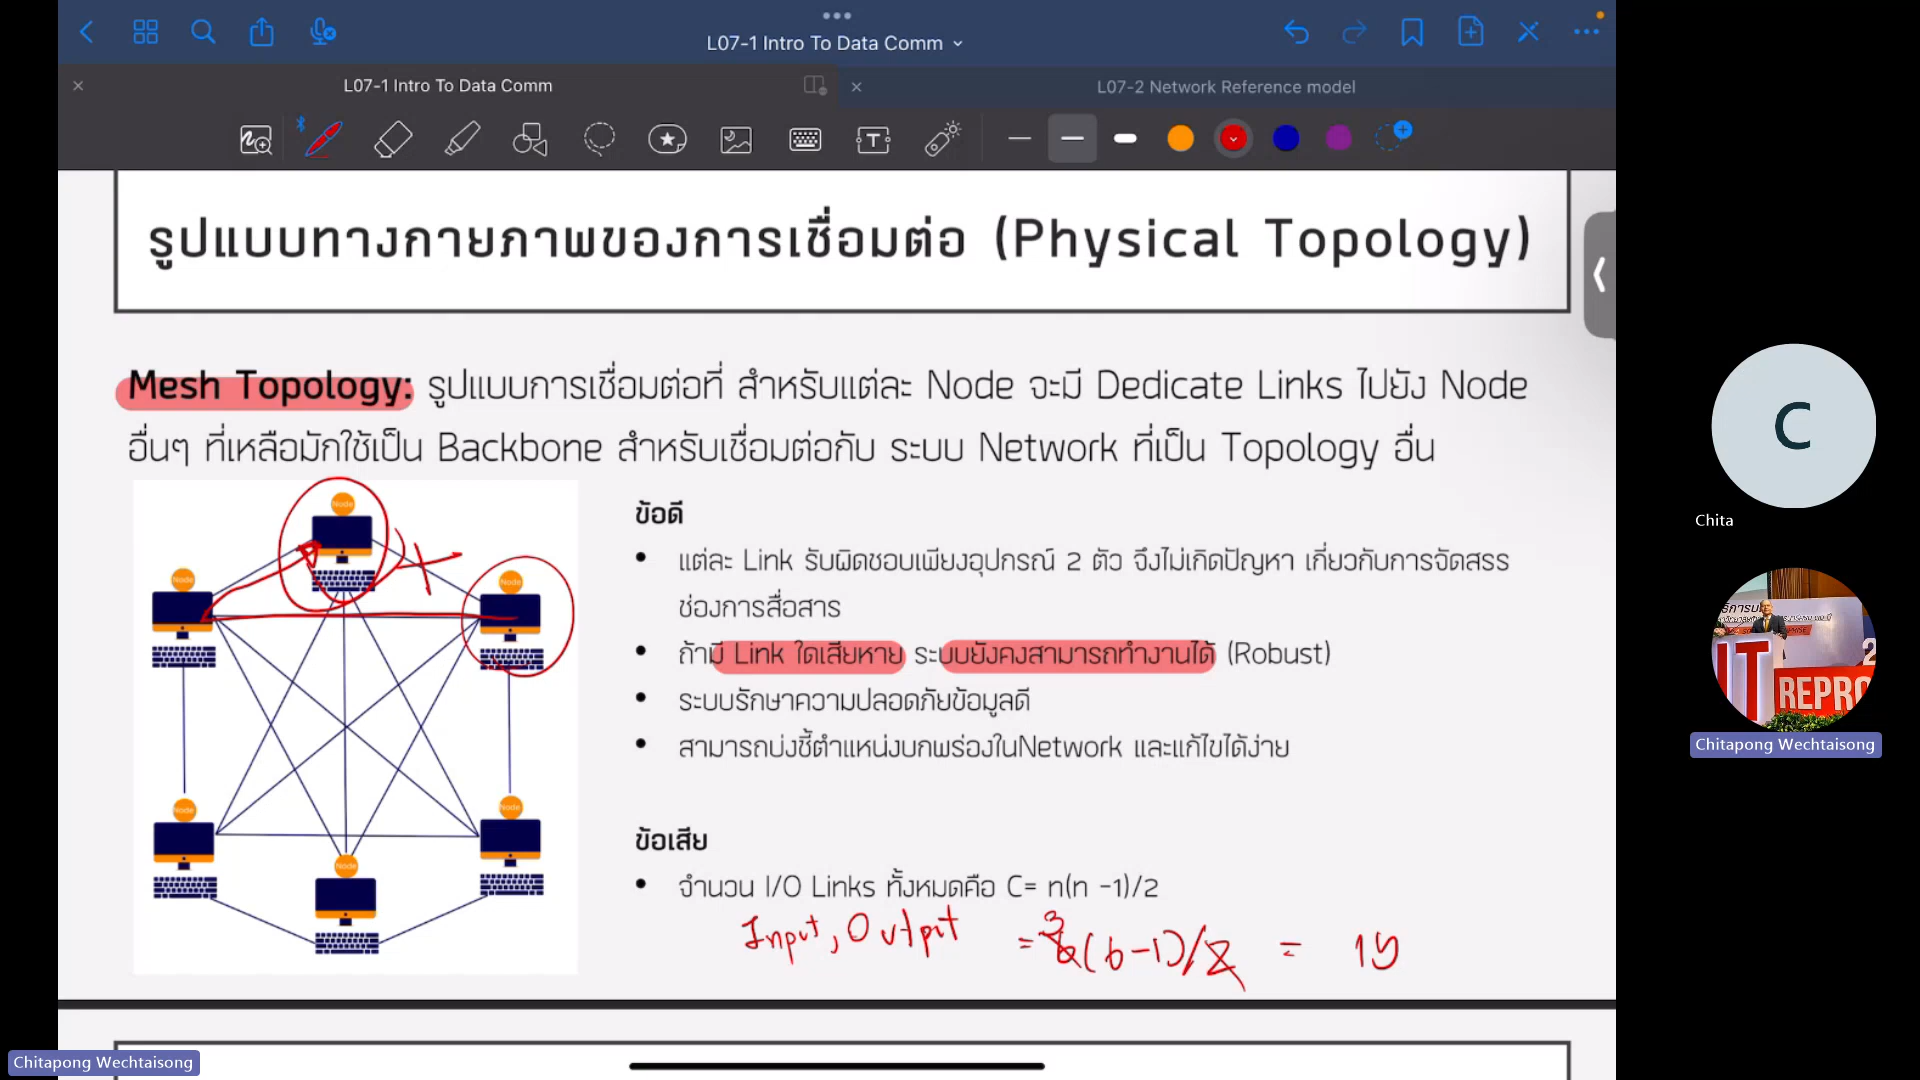 L07-1 Intro To Data Comm
L07-1 Intro To Data Comm
L07-2 Network Reference model
รูปแบบทางกายภาพของการเชื่อมต่อ (Physical Topology)
Mesh Topology: รูปแบบการเชื่อมต่อที่ สำหรับแต่ละ Node จะมี Dedicate Links ไปยัง Node
อื่นๆ ที่เหลือมักใช้เป็น Backbone สำหรับเชื่อมต่อกับ ระบบ Network ที่เป็น Topology อื่น
Node
Node
Node
Node
Node
Node
ข้อดี
• แต่ละ Link รับผิดชอบเพียงอุปกรณ์ 2 ตัว จึงไม่เกิดปัญหา เกี่ยวกับการจัดสรร
ช่องการสื่อสาร
• ถ้ามี Link ใดเสียหาย ระบบยังคงสามารถทำงานได้ (Robust)
• ระบบรักษาความปลอดภัยข้อมูลดี
• สามารถบ่งชี้ตำแหน่งบกพร่องในNetwork และแก้ไขได้ง่าย
ข้อเสีย
• จำนวน I/O Links ทั้งหมดคือ C= n(n -1)/2
Input, Output
3
= 6(6-1)/2 = 15
C
Chita
IT
REPRO
Chitapong Wechtaisong
Chitapong Wechtaisong